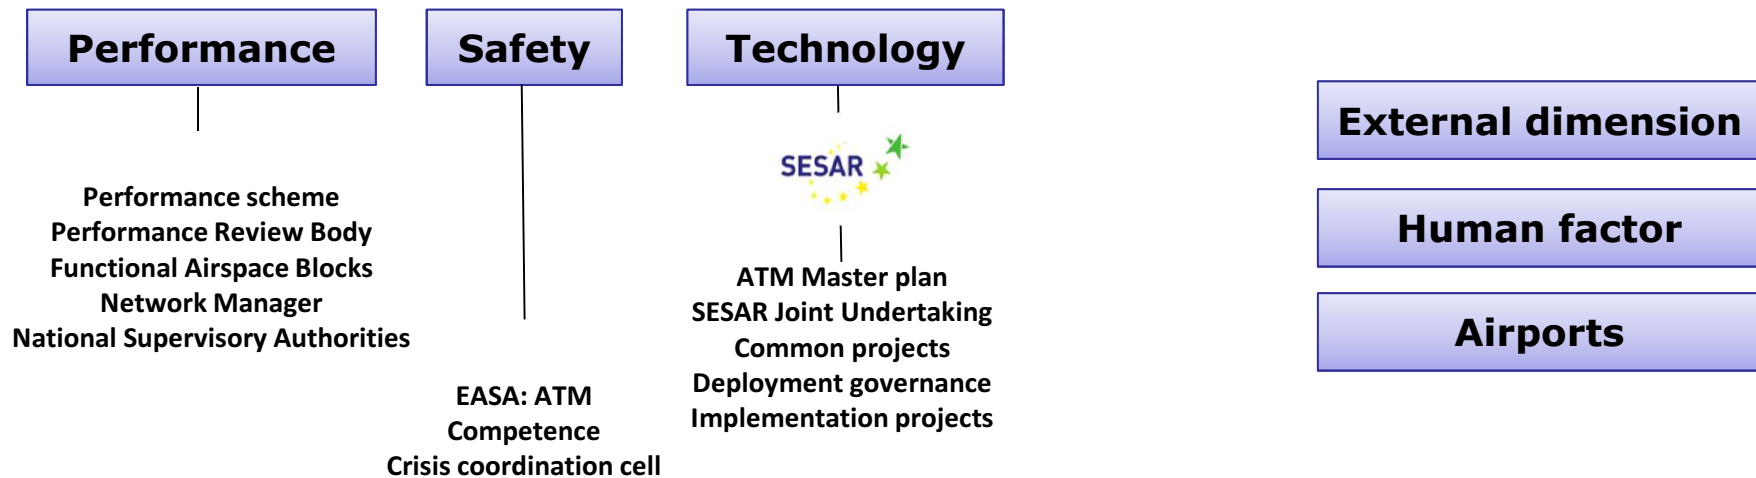 Performance
Safety
Technology
Performance scheme
Performance Review Body
Functional Airspace Blocks
Network Manager
National Supervisory Authorities
EASA: ATM
Competence
Crisis coordination cell
SESAR
ATM Master plan
SESAR Joint Undertaking
Common projects
Deployment governance
Implementation projects
External dimension
Human factor
Airports